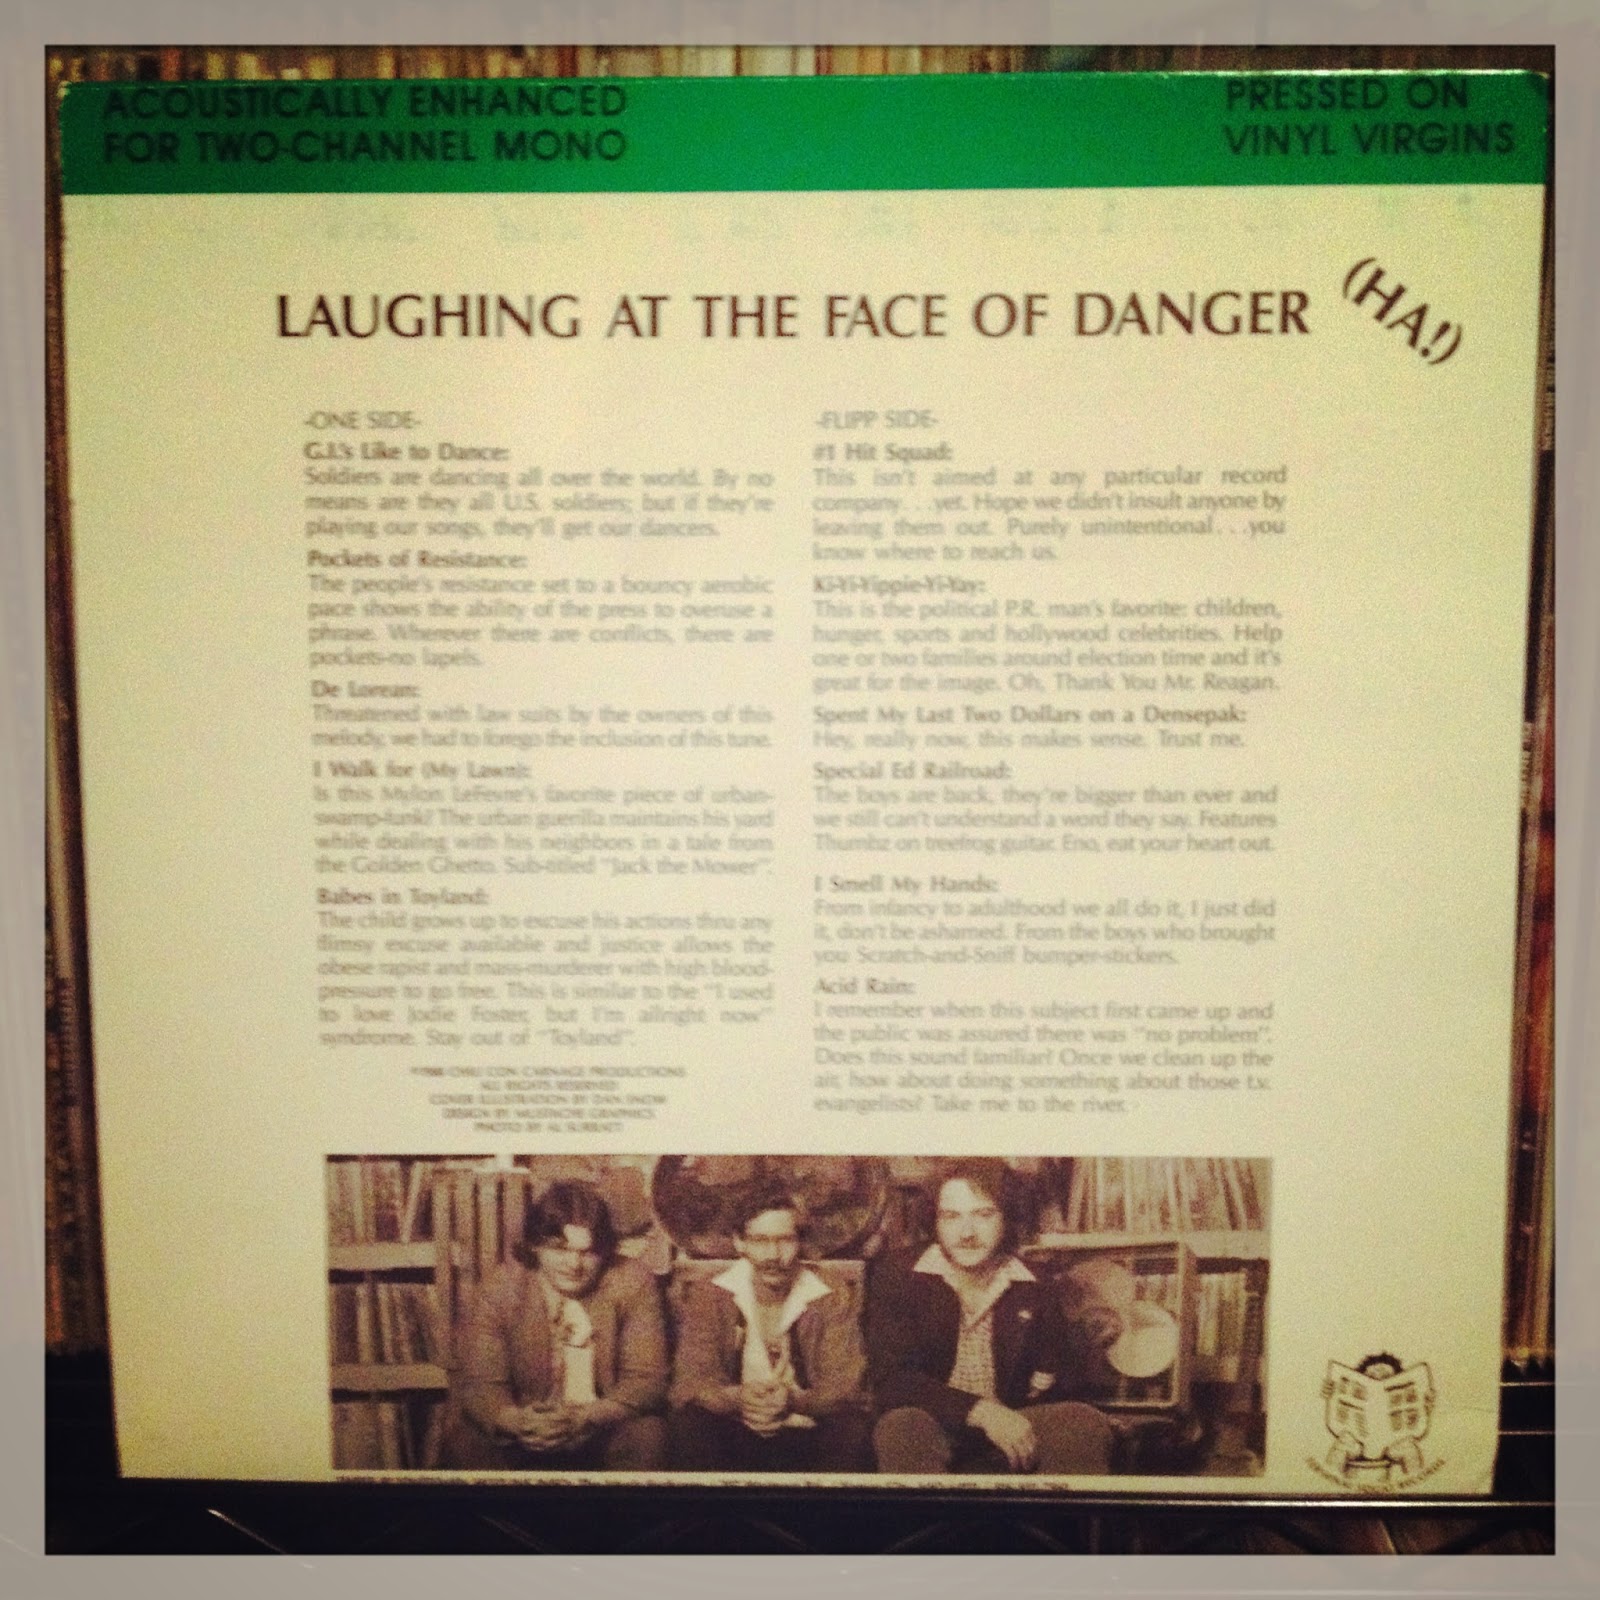 ACOUSTICALLY ENHANCED
FOR TWO-CHANNEL MONO
PRESSED ON
VINYL VIRGINS
LAUGHING AT THE FACE OF DANGER (HA!)
-ONE SIDE-
G.I.'s Like to Dance:
Soldiers are dancing all over the world. By no
means are they all U.S. soldiers; but if they're
playing our songs, they'll get our dancers.
Pockets of Resistance:
The people's resistance set to a bouncy aerobic
pace shows the ability of the press to overuse a
phrase. Wherever there are conflicts, there are
pockets-no lapels.
De Lorean:
Threatened with law suits by the owners of this
melody, we had to forego the inclusion of this tune.
I Walk for (My Lawn):
Is this Mylon LeFevre's favorite piece of urban-
swamp-funk? The urban guerilla maintains his yard
while dealing with his neighbors in a tale from
the Golden Ghetto. Sub-titled "Jack the Mower".
Babes in Toyland:
The child grows up to excuse his actions thru any
flimsy excuse available and justice allows the
obese rapist and mass-murderer with high blood-
pressure to go free. This is similar to the "I used
to love Jodie Foster, but I'm allright now"
syndrome. Stay out of "Toyland".
CHILI CON CARNAGE PRODUCTIONS
ALL RIGHTS RESERVED
COVER ILLUSTRATION BY DAN SNOW
DESIGN BY MUSTACHE GRAPHICS
PHOTO BY AL SURRATT
-FLIPP SIDE-
#1 Hit Squad:
This isn't aimed at any particular record
company. . .yet. Hope we didn't insult anyone by
leaving them out. Purely unintentional. . .you
know where to reach us.
Ki-Yi-Yippie-Yi-Yay:
This is the political P.R. man's favorite: children,
hunger, sports and hollywood celebrities. Help
one or two families around election time and it's
great for the image. Oh, Thank You Mr. Reagan.
Spent My Last Two Dollars on a Densepak:
Hey, really now, this makes sense. Trust me.
Special Ed Railroad:
The boys are back, they're bigger than ever and
we still can't understand a word they say. Features
Thumbz on treefrog guitar. Eno, eat your heart out.
I Smell My Hands:
From infancy to adulthood we all do it, I just did
it, don't be ashamed. From the boys who brought
you Scratch-and-Sniff bumper-stickers.
Acid Rain:
I remember when this subject first came up and
the public was assured there was "no problem".
Does this sound familiar? Once we clean up the
air, how about doing something about those t.v.
evangelists? Take me to the river.
RECORDS